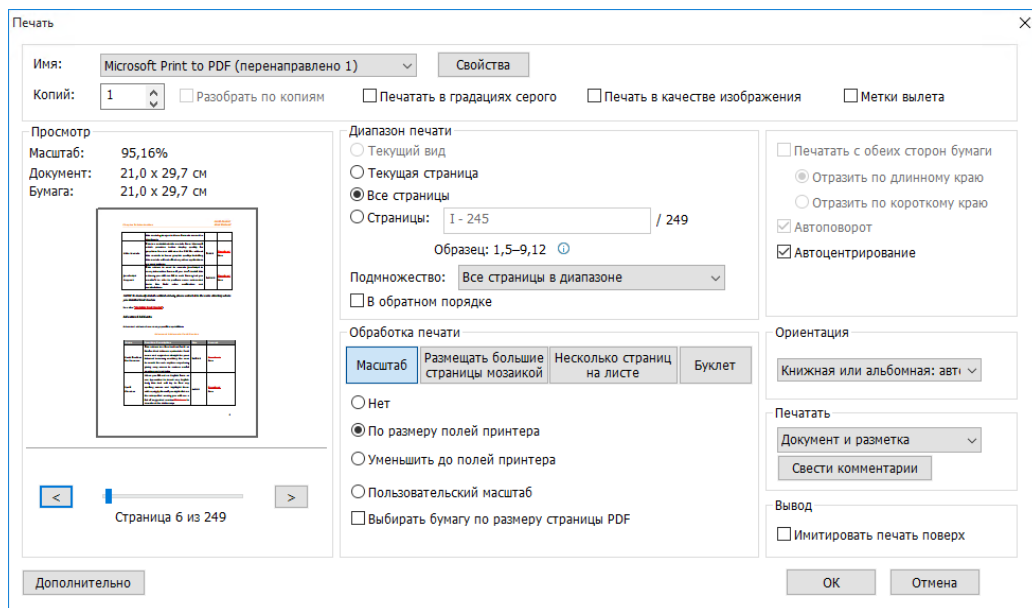 Печать
Имя: Microsoft Print to PDF (перенаправлено 1) Свойства
Копий: 1 Разобрать по копиям Печатать в градациях серого Печать в качестве изображения Метки вылета
Просмотр
Масштаб: 95,16%
Документ: 21,0 x 29,7 см
Бумага: 21,0 x 29,7 см
<
>
Страница 6 из 249
Диапазон печати
Текущий вид
Текущая страница
Все страницы
Страницы: I - 245 / 249
Образец: 1,5–9,12
Подмножество: Все страницы в диапазоне
В обратном порядке
Обработка печати
Масштаб
Размещать большие
страницы мозаикой
Несколько страниц
на листе
Буклет
Нет
По размеру полей принтера
Уменьшить до полей принтера
Пользовательский масштаб
Выбирать бумагу по размеру страницы PDF
Печатать с обеих сторон бумаги
Отразить по длинному краю
Отразить по короткому краю
Автоповорот
Автоцентрирование
Ориентация
Книжная или альбомная: авто
Печатать
Документ и разметка
Свести комментарии
Вывод
Имитировать печать поверх
Дополнительно
ОК
Отмена